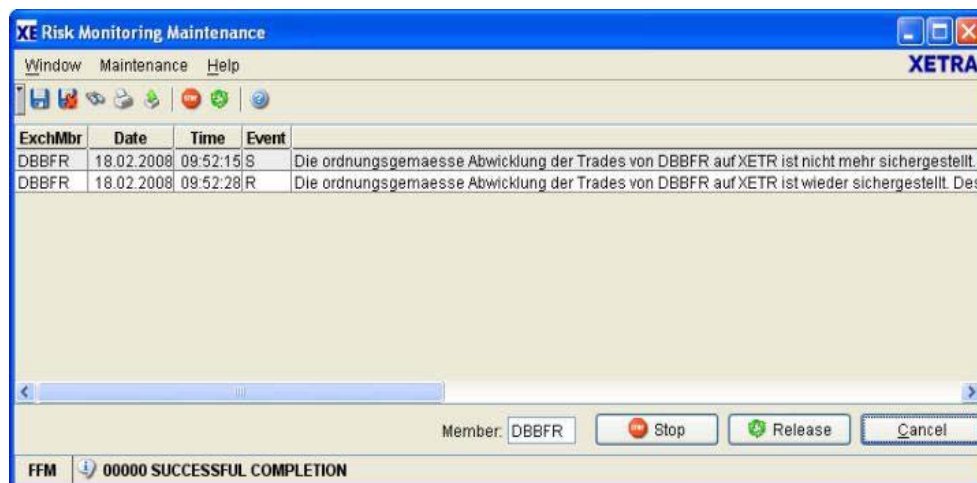 XE Risk Monitoring Maintenance
Window Maintenance Help XETRA
ExchMbr Date Time Event
DBBFR 18.02.2008 09:52:15 S Die ordnungsgemaesse Abwicklung der Trades von DBBFR auf XETR ist nicht mehr sichergestellt.
DBBFR 18.02.2008 09:52:28 R Die ordnungsgemaesse Abwicklung der Trades von DBBFR auf XETR ist wieder sichergestellt. Des
Member: DBBFR Stop Release Cancel
FFM 00000 SUCCESSFUL COMPLETION